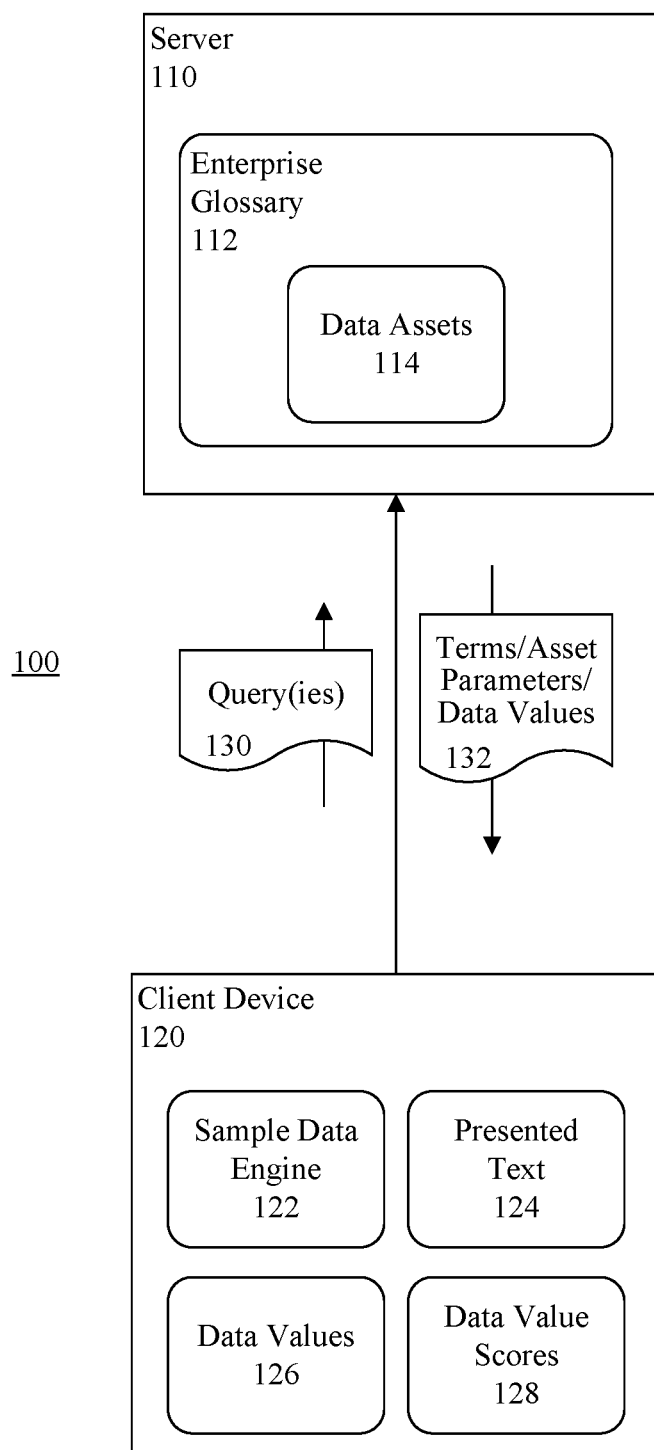 Server
110
Enterprise
Glossary
112
Data Assets
114
100
Query(ies)
130
Terms/Asset
Parameters/
Data Values
132
Client Device
120
Sample Data
Engine
122
Presented
Text
124
Data Values
126
Data Value
Scores
128